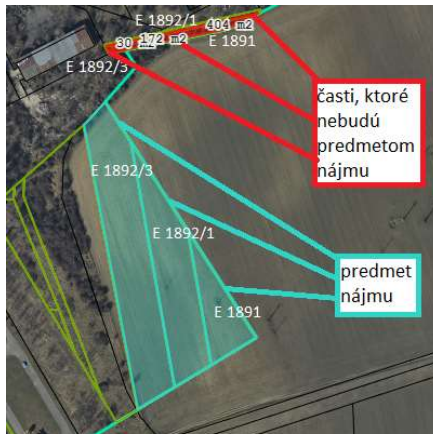 E 1892/1
404 m2
30 m2
172 m2
E 1891
E 1892/3
časti, ktoré
nebudú
predmetom
nájmu
E 1892/3
E 1892/1
predmet
nájmu
E 1891